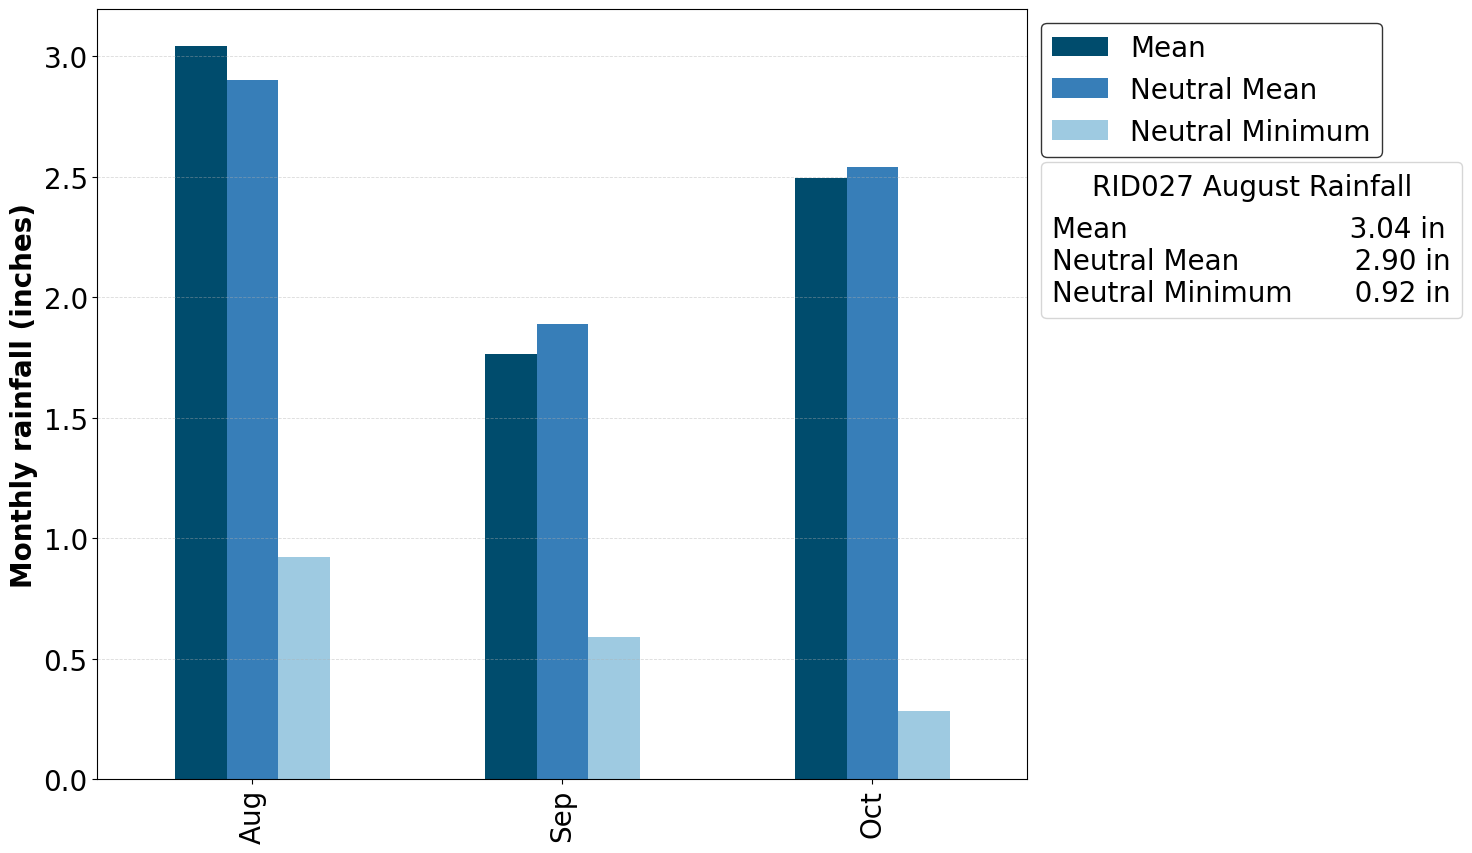 Monthly rainfall (inches)
3.0
2.5
2.0
1.5
1.0
0.5
0.0
Aug
Sep
Oct
Mean
Neutral Mean
Neutral Minimum
RID027 August Rainfall
Mean 3.04 in
Neutral Mean 2.90 in
Neutral Minimum 0.92 in